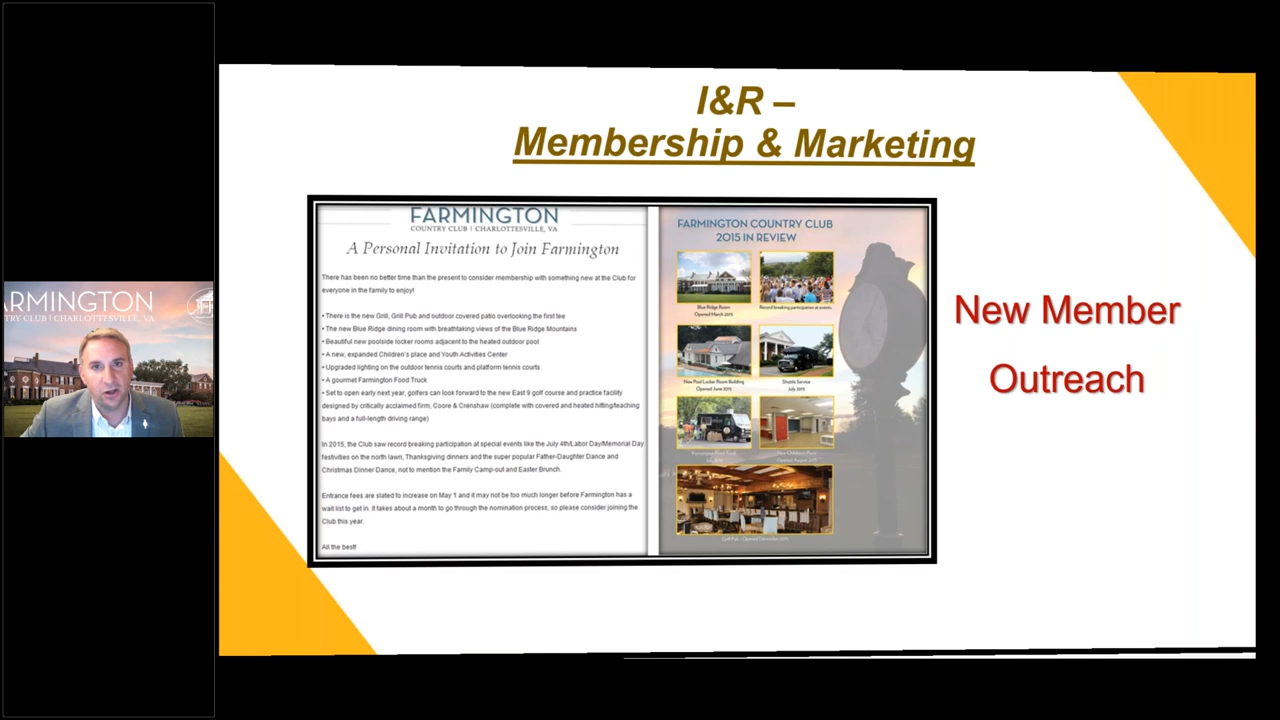 I&R –
Membership & Marketing
FARMINGTON
COUNTRY CLUB | CHARLOTTESVILLE, VA
A Personal Invitation to Join Farmington
There has been no better time than the present to consider membership with something new at the Club for
everyone in the family to enjoy!
• There is the new Grill, Grill Pub and outdoor covered patio overlooking the first tee
• The new Blue Ridge dining room with breathtaking views of the Blue Ridge Mountains
• Beautiful new poolside locker rooms adjacent to the heated outdoor pool
• A new, expanded Children's place and Youth Activities Center
• Upgraded lighting on the outdoor tennis courts and platform tennis courts
• A gourmet Farmington Food Truck
• Set to open early next year, golfers can look forward to the new East 9 golf course and practice facility
designed by critically acclaimed firm, Coore & Crenshaw (complete with covered and heated hitting/teaching
bays and a full-length driving range)
In 2015, the Club saw record breaking participation at special events like the July 4th/Labor Day/Memorial Day
festivities on the north lawn, Thanksgiving dinners and the super popular Father-Daughter Dance and
Christmas Dinner Dance, not to mention the Family Camp-out and Easter Brunch.
Entrance fees are slated to increase on May 1 and it may not be too much longer before Farmington has a
wait list to get in. It takes about a month to go through the nomination process, so please consider joining the
Club this year.
All the best!
FARMINGTON COUNTRY CLUB
2015 IN REVIEW
Blue Ridge Room
Opened March 2015
Record breaking participation at events
New Pool Locker Room Building
Opened June 2015
Shuttle Service
July 2015
Farmington Food Truck
July 2015
New Children's Place
Opened August 2015
Grill Pub - Opened December 2015
New Member
Outreach
ARMINGTON
TRY CLUB | CHARLOTTESVILLE, VA